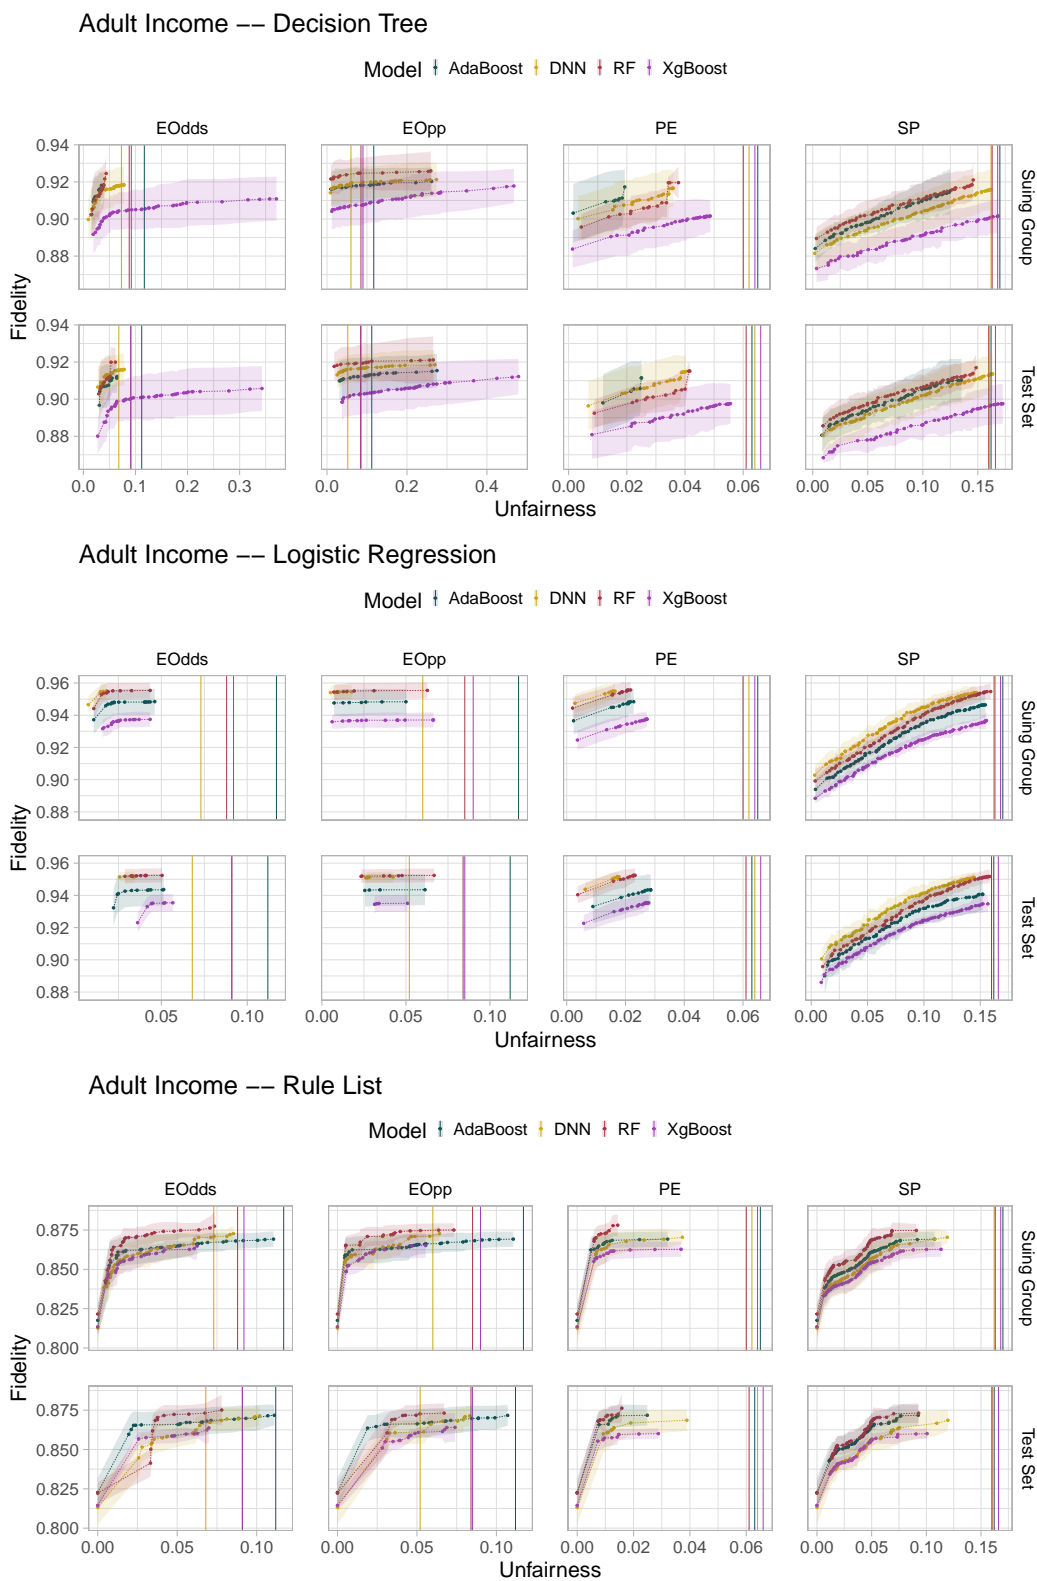 Adult Income −− Decision Tree
Model AdaBoost DNN RF XgBoost
EOdds EOpp PE SP
0.94
0.92
0.90
0.88
Suing Group
Fidelity
0.94
0.92
0.90
0.88
Test Set
0.0 0.1 0.2 0.3 0.0 0.2 0.4 0.00 0.02 0.04 0.06 0.00 0.05 0.10 0.15
Unfairness
Adult Income −− Logistic Regression
Model AdaBoost DNN RF XgBoost
EOdds EOpp PE SP
0.96
0.94
0.92
0.90
0.88
Suing Group
Fidelity
0.96
0.94
0.92
0.90
0.88
Test Set
0.05 0.10 0.00 0.05 0.10 0.00 0.02 0.04 0.06 0.00 0.05 0.10 0.15
Unfairness
Adult Income −− Rule List
Model AdaBoost DNN RF XgBoost
EOdds EOpp PE SP
0.875
0.850
0.825
0.800
Suing Group
Fidelity
0.875
0.850
0.825
0.800
Test Set
0.00 0.05 0.10 0.00 0.05 0.10 0.00 0.02 0.04 0.06 0.00 0.05 0.10 0.15
Unfairness